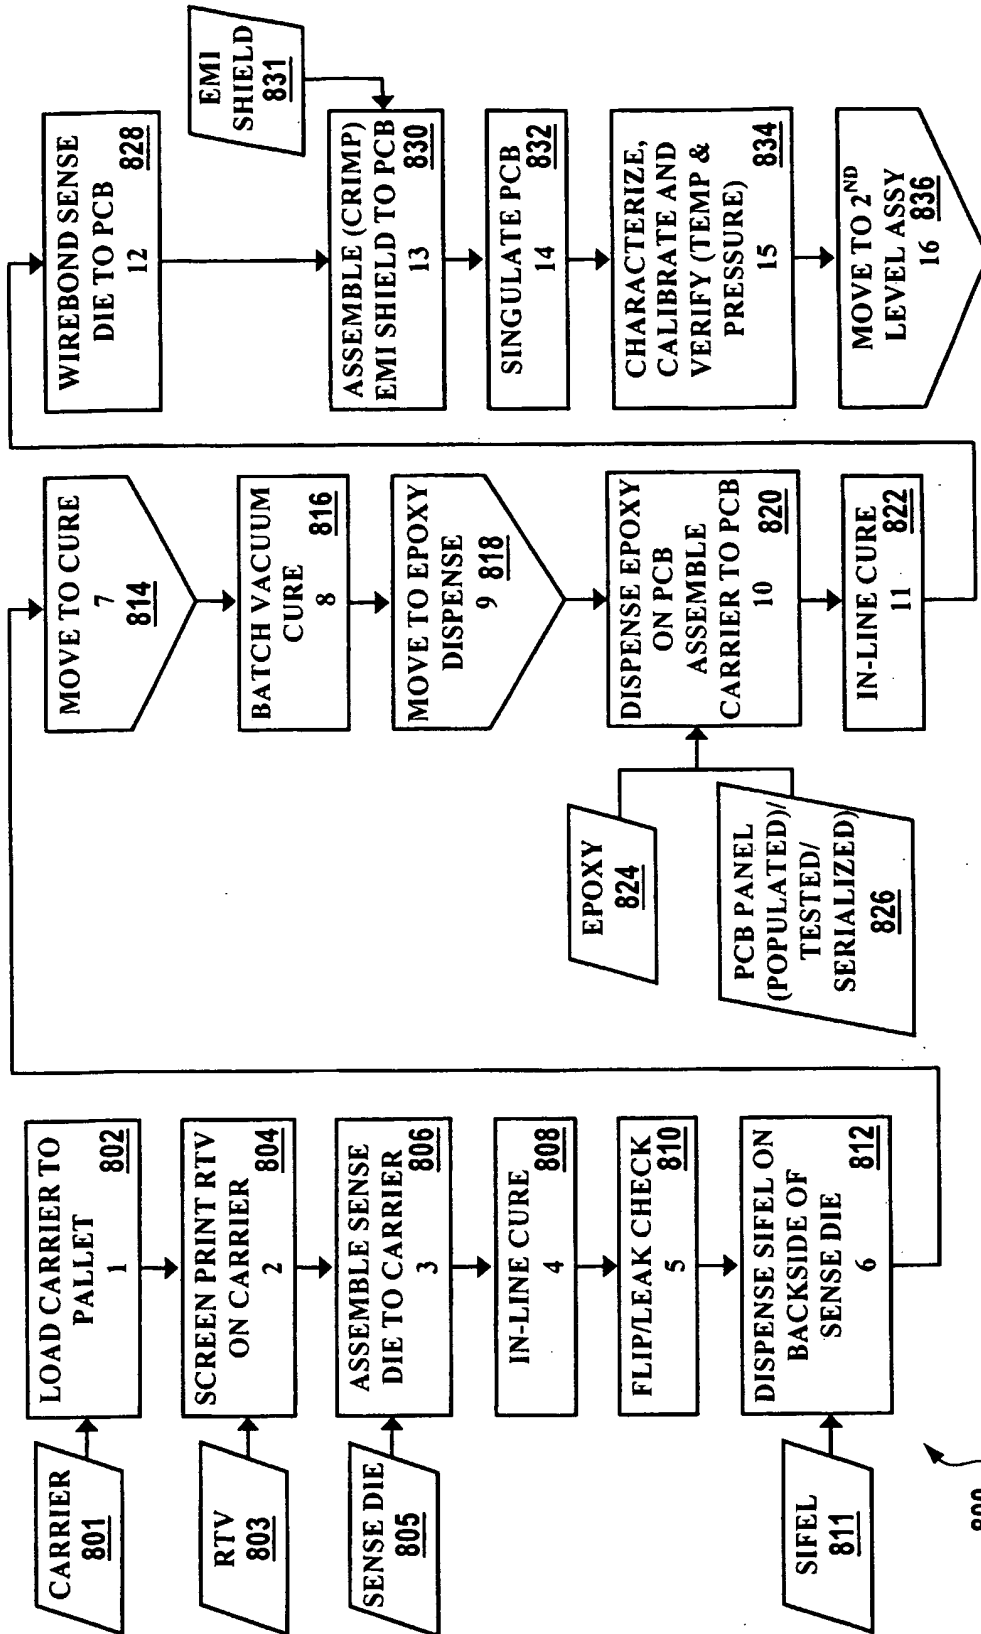 CARRIER
801
LOAD CARRIER TO
PALLET
1
802
RTV
803
SCREEN PRINT RTV
ON CARRIER
2
804
SENSE DIE
805
ASSEMBLE SENSE
DIE TO CARRIER
3
806
IN-LINE CURE
4
808
FLIP/LEAK CHECK
5
810
SIFEL
811
DISPENSE SIFEL ON
BACKSIDE OF
SENSE DIE
6
812
MOVE TO CURE
7
814
BATCH VACUUM
CURE
8
816
MOVE TO EPOXY
DISPENSE
9
818
EPOXY
824
PCB PANEL
(POPULATED)/
TESTED/
SERIALIZED)
826
DISPENSE EPOXY
ON PCB
ASSEMBLE
CARRIER TO PCB
10
820
IN-LINE CURE
11
822
WIREBOND SENSE
DIE TO PCB
12
828
EMI
SHIELD
831
ASSEMBLE (CRIMP)
EMI SHIELD TO PCB
13
830
SINGULATE PCB
14
832
CHARACTERIZE,
CALIBRATE AND
VERIFY (TEMP &
PRESSURE)
15
834
MOVE TO 2ND
LEVEL ASSY
16
836